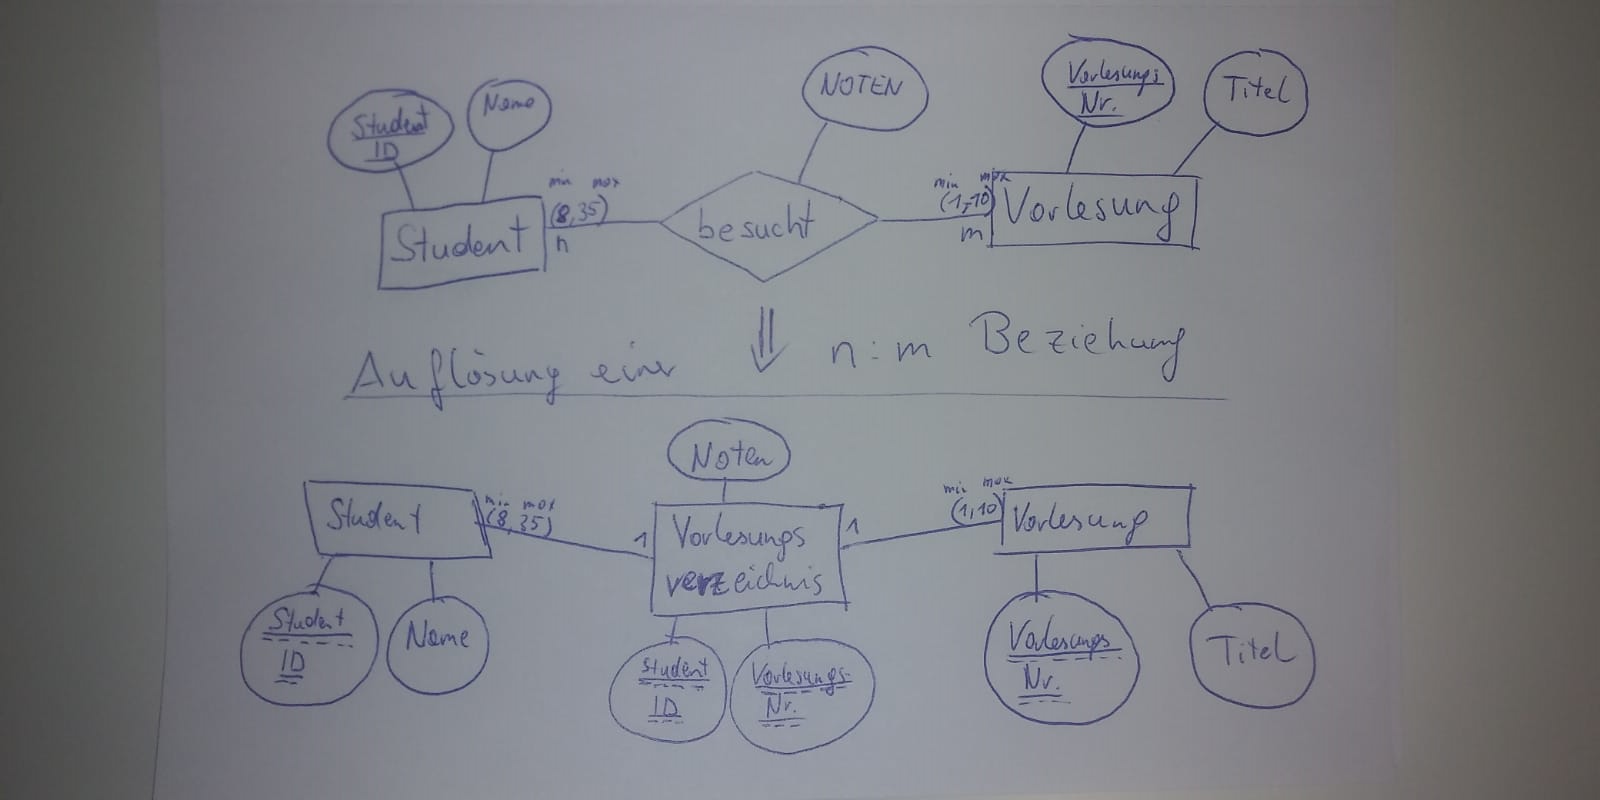 Student
ID
Name
NOTEN
Vorlesungs
Nr.
Titel
min max
(8,35)
n
Student
besucht
min max
(1,10)
m
Vorlesung
Auflösung einer n:m Beziehung
Noten
Student
min max
(8,35)
1
Vorlesungs
verzeichnis
1
min max
(1,10)
Vorlesung
Student
ID
Name
Student
ID
Vorlesungs
Nr.
Vorlesungs
Nr.
Titel